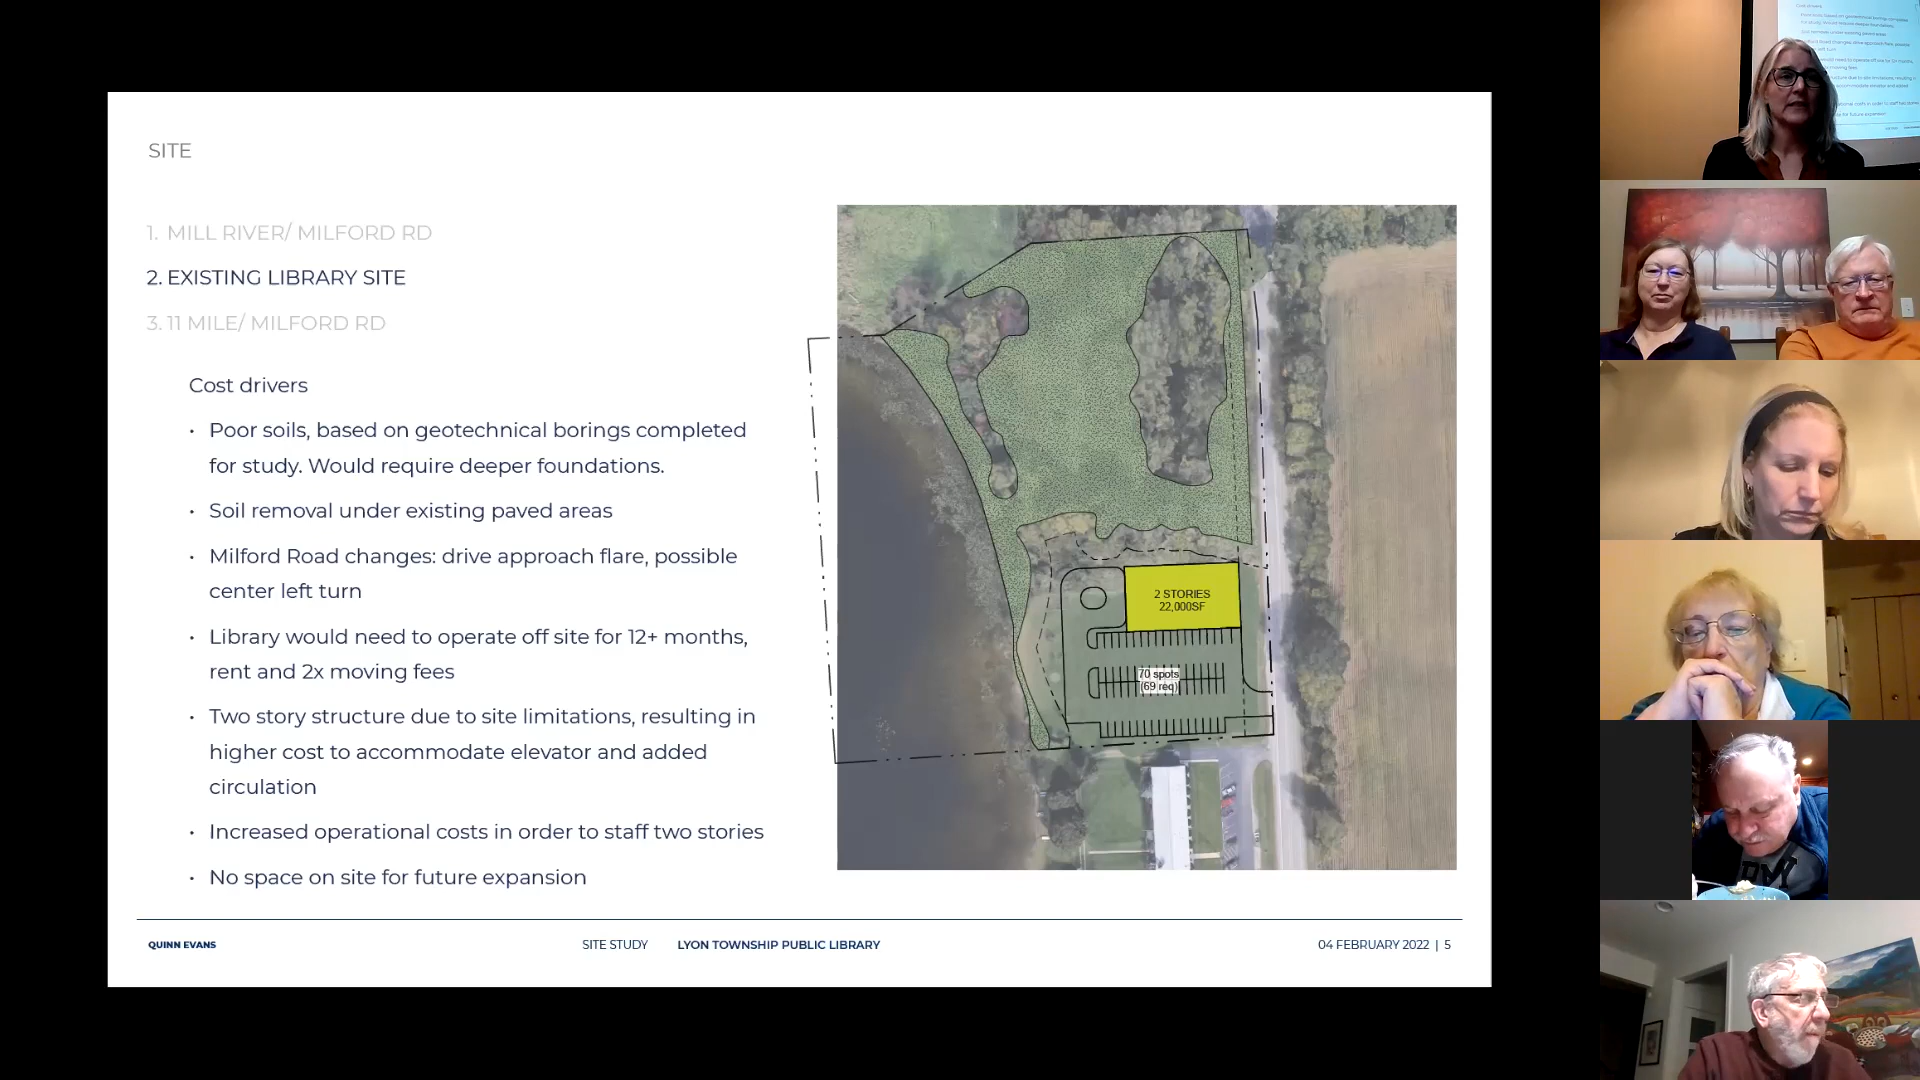 SITE
1. MILL RIVER/ MILFORD RD
2. EXISTING LIBRARY SITE
3. 11 MILE/ MILFORD RD
Cost drivers
• Poor soils, based on geotechnical borings completed
for study. Would require deeper foundations.
• Soil removal under existing paved areas
• Milford Road changes: drive approach flare, possible
center left turn
• Library would need to operate off site for 12+ months,
rent and 2x moving fees
• Two story structure due to site limitations, resulting in
higher cost to accommodate elevator and added
circulation
• Increased operational costs in order to staff two stories
• No space on site for future expansion
2 STORIES
22,000SF
70 spots
(69 req)
QUINN EVANS
SITE STUDY
LYON TOWNSHIP PUBLIC LIBRARY
04 FEBRUARY 2022 | 5